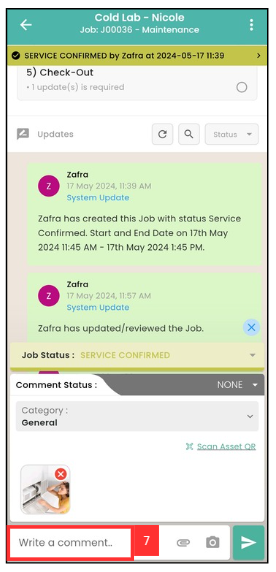 Cold Lab - Nicole
Job: J00036 - Maintenance
SERVICE CONFIRMED by Zafra at 2024-05-17 11:39
5) Check-Out
• 1 update(s) is required
Updates
Status
Zafra
Z
17 May 2024, 11:39 AM
System Update
Zafra has created this Job with status Service
Confirmed. Start and End Date on 17th May
2024 11:45 AM - 17th May 2024 1:45 PM.
Zafra
Z
17 May 2024, 11:57 AM
System Update
Zafra has updated/reviewed the Job.
Job Status : SERVICE CONFIRMED
Comment Status :
NONE
Category :
General
Scan Asset QR
Write a comment..
7